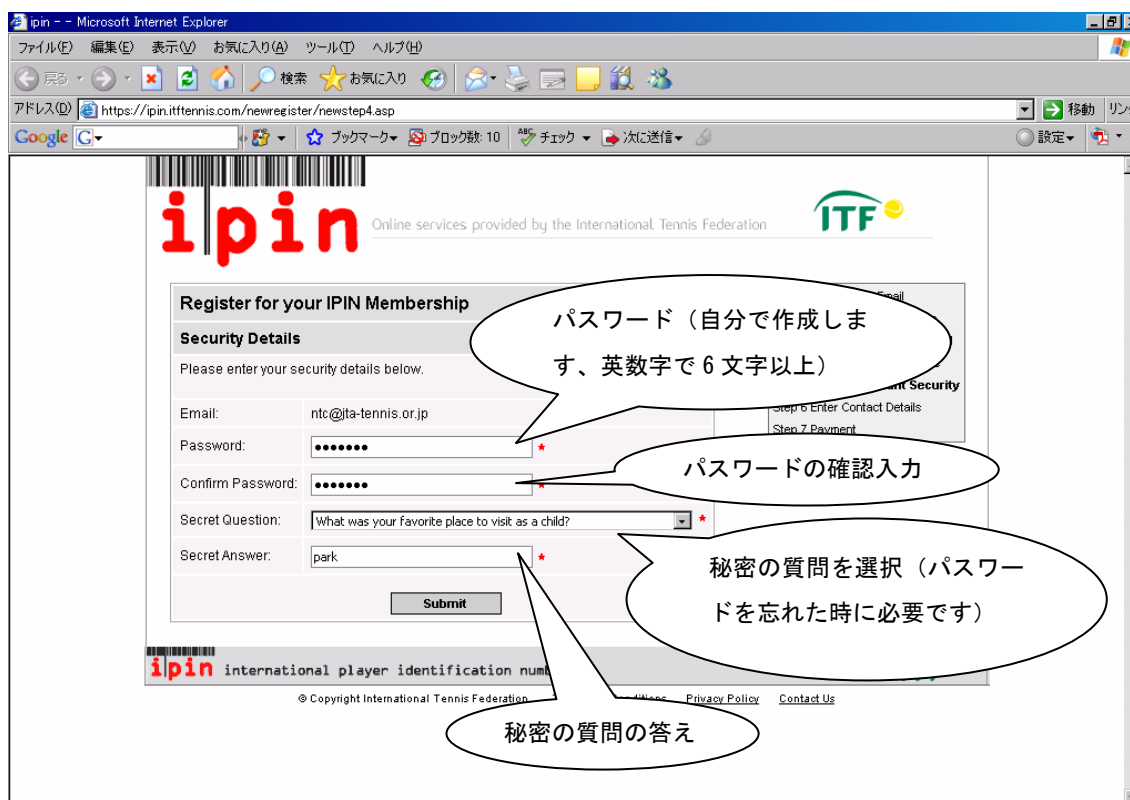 ipin - - Microsoft Internet Explorer
ファイル(F) 編集(E) 表示(V) お気に入り(A) ツール(T) ヘルプ(H)
戻る 検索 お気に入り
アドレス(D) https://ipin.itftennis.com/newregister/newstep4.asp 移動 リン
Google G ブックマーク ブロック数: 10 ABC チェック 次に送信 設定
ipin Online services provided by the International Tennis Federation ITF
Register for your IPIN Membership
Security Details
Please enter your security details below.
Email: ntc@jta-tennis.or.jp
Password: ••••••• *
Confirm Password: ••••••• *
Secret Question: What was your favorite place to visit as a child? *
Secret Answer: park *
Submit
Email
Security
Step 6 Enter Contact Details
Step 7 Payment
パスワード（自分で作成しま
す、英数字で 6 文字以上）
パスワードの確認入力
秘密の質問を選択（パスワー
ドを忘れた時に必要です）
秘密の質問の答え
ipin international player identification num
© Copyright International Tennis Federation Privacy Policy Contact Us